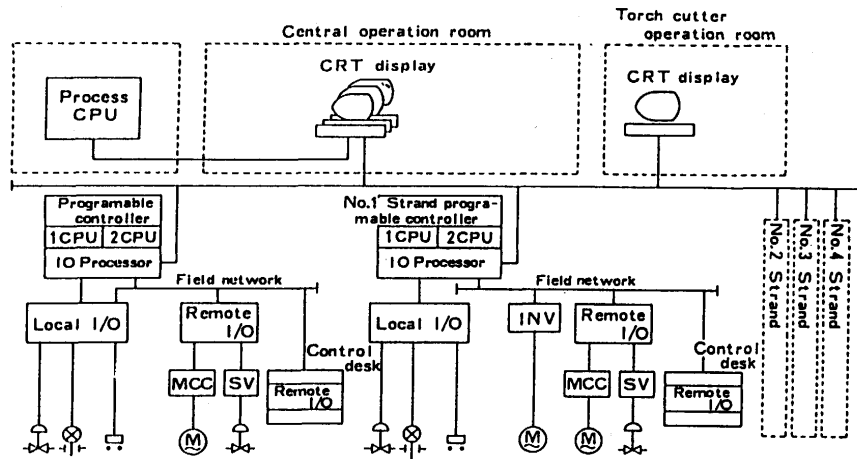 Central operation room
Torch cutter
operation room
CRT display
CRT display
Process
CPU
Programable
controller
1CPU
2CPU
IO Processor
No.1 Strand progra-
mable controller
1CPU
2CPU
IO Processor
No.2 Strand
No.3 Strand
No.4 Strand
Field network
Field network
Local I/O
Remote
I/O
Control
desk
MCC
SV
Remote
I/O
M
Local I/O
INV
Remote
I/O
Control
desk
MCC
SV
Remote
I/O
M
M